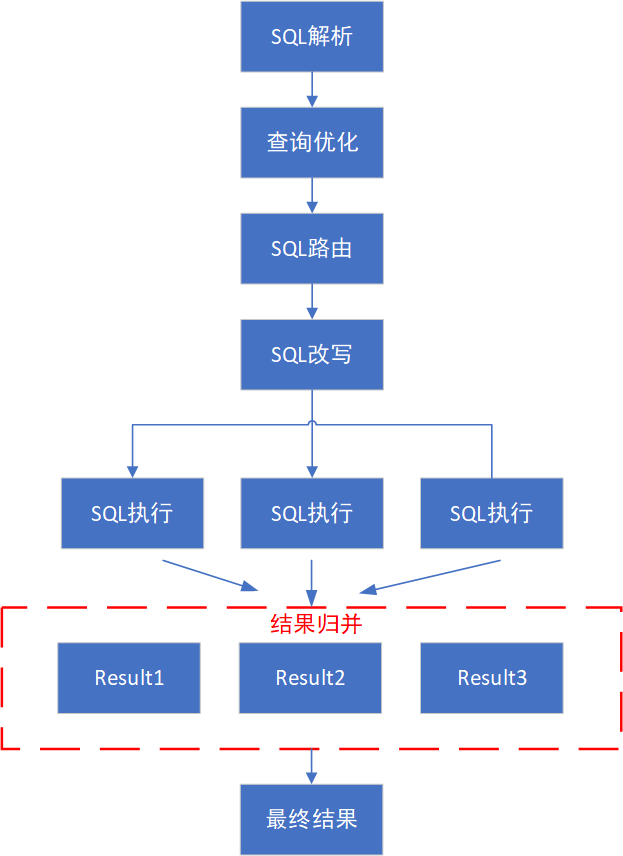 SQL解析
查询优化
SQL路由
SQL改写
SQL执行
SQL执行
SQL执行
结果归并
Result1
Result2
Result3
最终结果